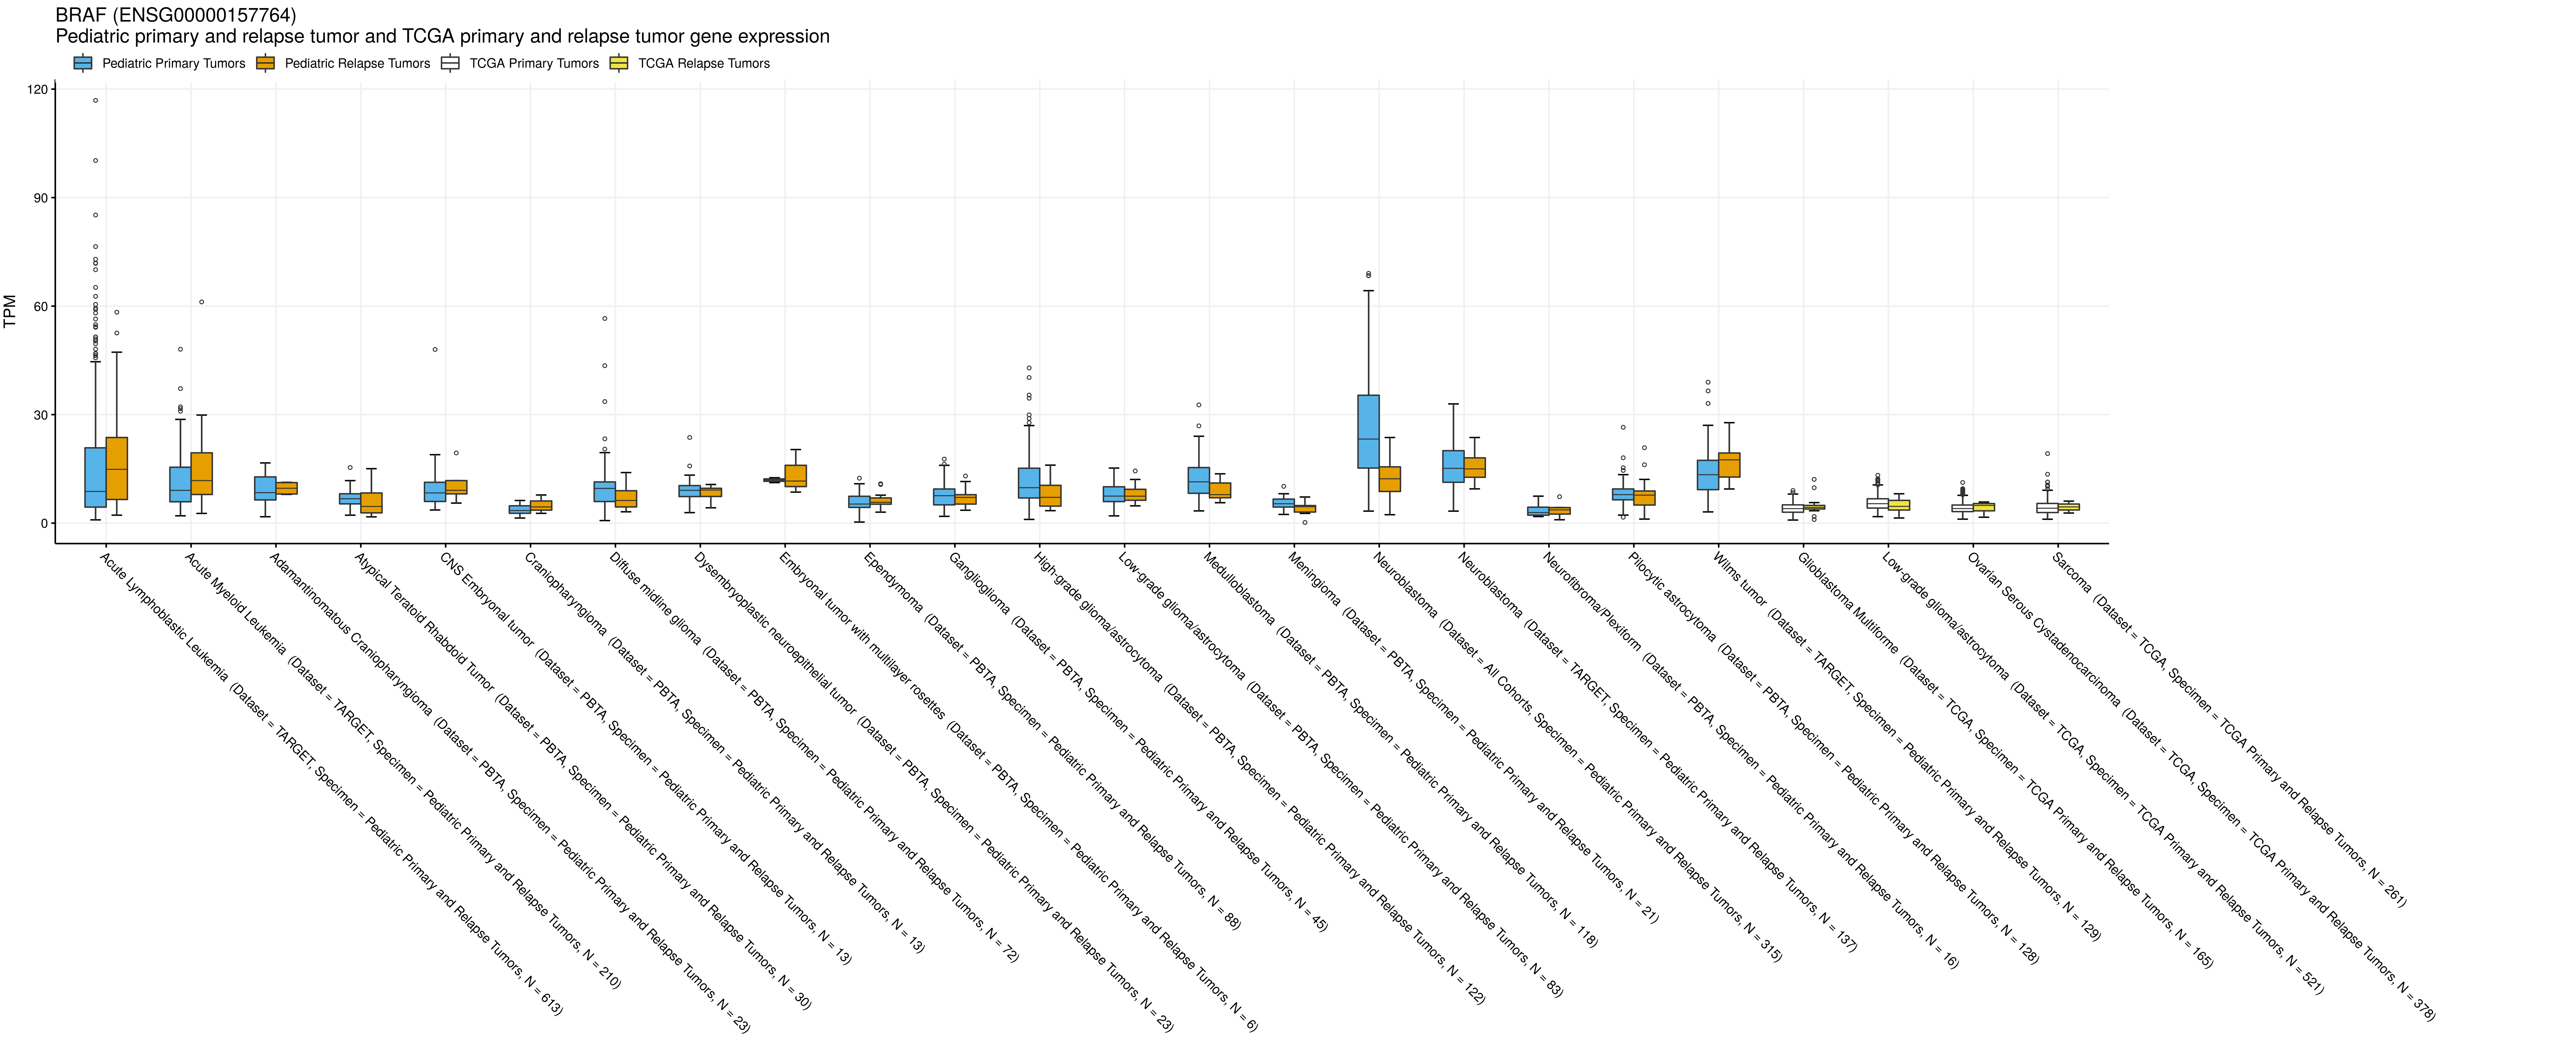 BRAF (ENSG00000157764)
Pediatric primary and relapse tumor and TCGA primary and relapse tumor gene expression
Pediatric Primary Tumors
Pediatric Relapse Tumors
TCGA Primary Tumors
TCGA Relapse Tumors
TPM
120
90
60
30
0
Acute Lymphoblastic Leukemia (Dataset = TARGET, Specimen = Pediatric Primary and Relapse Tumors, N = 613)
Acute Myeloid Leukemia (Dataset = TARGET, Specimen = Pediatric Primary and Relapse Tumors, N = 210)
Adamantinomatous Craniopharyngioma (Dataset = PBTA, Specimen = Pediatric Primary and Relapse Tumors, N = 23)
Atypical Teratoid Rhabdoid Tumor (Dataset = PBTA, Specimen = Pediatric Primary and Relapse Tumors, N = 30)
CNS Embryonal tumor (Dataset = PBTA, Specimen = Pediatric Primary and Relapse Tumors, N = 13)
Craniopharyngioma (Dataset = PBTA, Specimen = Pediatric Primary and Relapse Tumors, N = 13)
Diffuse midline glioma (Dataset = PBTA, Specimen = Pediatric Primary and Relapse Tumors, N = 72)
Dysembryoplastic neuroepithelial tumor (Dataset = PBTA, Specimen = Pediatric Primary and Relapse Tumors, N = 23)
Embryonal tumor with multilayer rosettes (Dataset = PBTA, Specimen = Pediatric Primary and Relapse Tumors, N = 6)
Ependymoma (Dataset = PBTA, Specimen = Pediatric Primary and Relapse Tumors, N = 88)
Ganglioglioma (Dataset = PBTA, Specimen = Pediatric Primary and Relapse Tumors, N = 45)
High-grade glioma/astrocytoma (Dataset = PBTA, Specimen = Pediatric Primary and Relapse Tumors, N = 122)
Low-grade glioma/astrocytoma (Dataset = PBTA, Specimen = Pediatric Primary and Relapse Tumors, N = 83)
Medulloblastoma (Dataset = PBTA, Specimen = Pediatric Primary and Relapse Tumors, N = 118)
Meningioma (Dataset = PBTA, Specimen = Pediatric Primary and Relapse Tumors, N = 21)
Neuroblastoma (Dataset = All Cohorts, Specimen = Pediatric Primary and Relapse Tumors, N = 315)
Neuroblastoma (Dataset = TARGET, Specimen = Pediatric Primary and Relapse Tumors, N = 137)
Neurofibroma/Plexiform (Dataset = PBTA, Specimen = Pediatric Primary and Relapse Tumors, N = 16)
Pilocytic astrocytoma (Dataset = PBTA, Specimen = Pediatric Primary and Relapse Tumors, N = 128)
Wilms tumor (Dataset = TARGET, Specimen = Pediatric Primary and Relapse Tumors, N = 129)
Glioblastoma Multiforme (Dataset = TCGA, Specimen = TCGA Primary and Relapse Tumors, N = 165)
Low-grade glioma/astrocytoma (Dataset = TCGA, Specimen = TCGA Primary and Relapse Tumors, N = 521)
Ovarian Serous Cystadenocarcinoma (Dataset = TCGA, Specimen = TCGA Primary and Relapse Tumors, N = 378)
Sarcoma (Dataset = TCGA, Specimen = TCGA Primary and Relapse Tumors, N = 261)